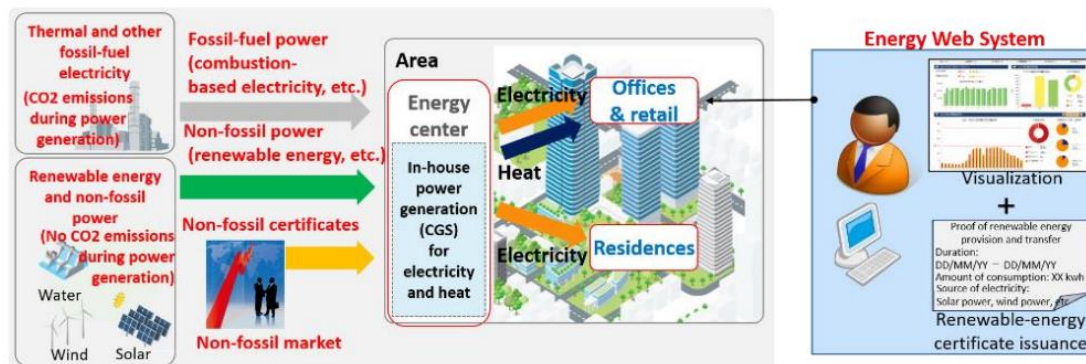 Thermal and other
fossil-fuel
electricity
(CO2 emissions
during power
generation)
Renewable energy
and non-fossil
power
(No CO2 emissions
during power
generation)
Water
Wind
Solar
Fossil-fuel power
(combustion-
based electricity, etc.)
Non-fossil power
(renewable energy, etc.)
Non-fossil certificates
Non-fossil market
Area
Energy
center
In-house
power
generation
(CGS)
for
electricity
and heat
Electricity
Heat
Electricity
Offices
& retail
Residences
Energy Web System
Visualization
+
Proof of renewable energy
provision and transfer
Duration:
DD/MM/YY － DD/MM/YY
Amount of consumption: XX kwh
Source of electricity:
Solar power, wind power, etc
Renewable-energy
certificate issuance